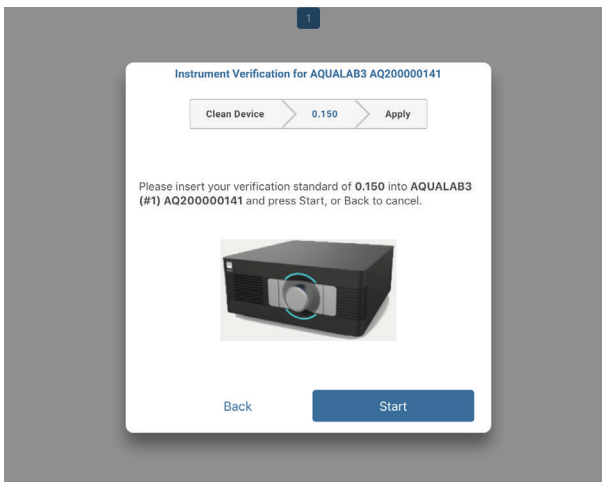 1
Instrument Verification for AQUALAB3 AQ200000141
Clean Device 0.150 Apply
Please insert your verification standard of 0.150 into AQUALAB3
(#1) AQ200000141 and press Start, or Back to cancel.
Back Start